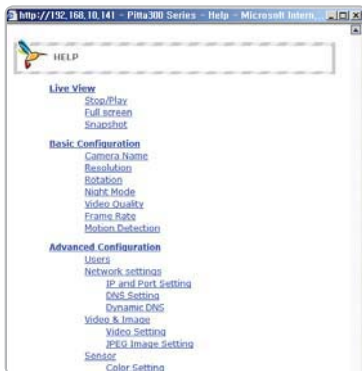 http://192.168.10.141 - Pitta300 Series - Help - Microsoft Intern...
HELP
Live View
Stop/Play
Full screen
Snapshot
Basic Configuration
Camera Name
Resolution
Rotation
Night Mode
Video Quality
Frame Rate
Motion Detection
Advanced Configuration
Users
Network settings
IP and Port Setting
DNS Setting
Dynamic DNS
Video & Image
Video Setting
JPEG Image Setting
Sensor
Color Setting